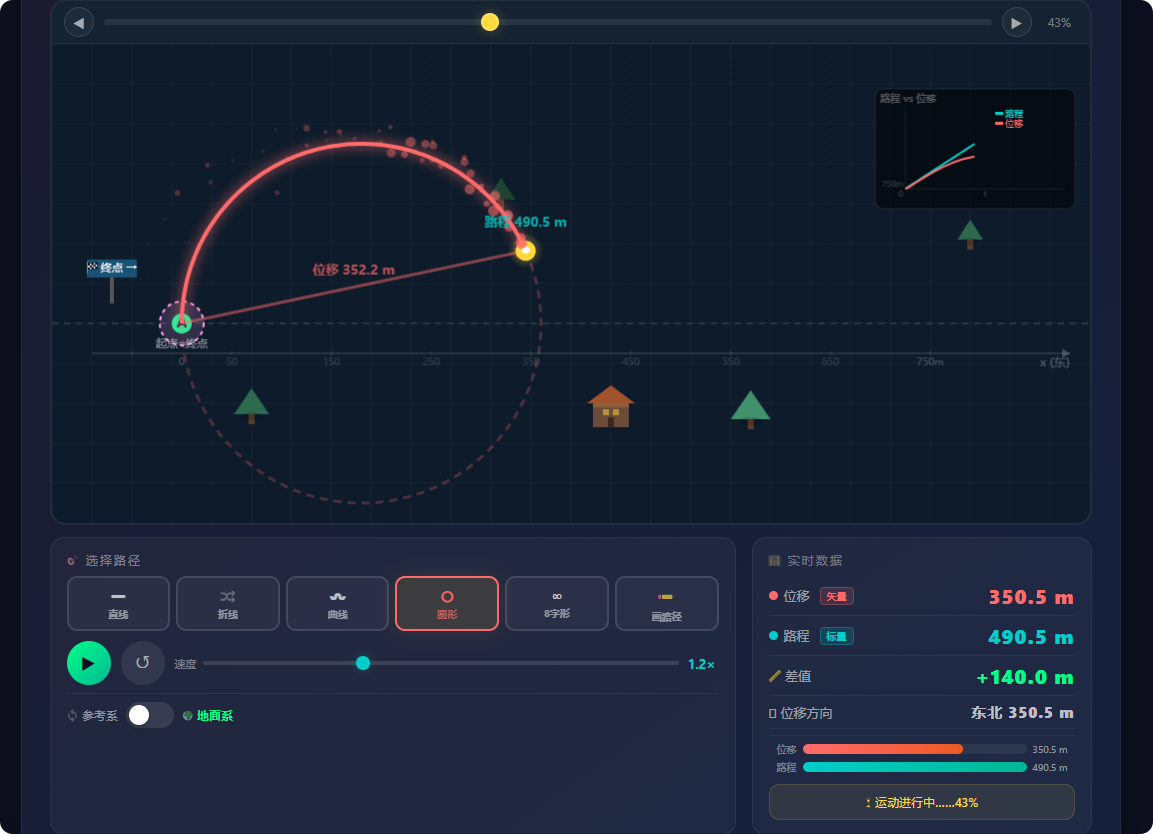 43%
路程 vs 位移
路程
位移
750m
0
1
路程 490.5 m
位移 352.2 m
终点 →
起点=终点
0 50 150 250 350 450 550 650 750m
x (东)
选择路径
直线
折线
曲线
圆形
8字形
画路径
速度
1.2×
参考系
地面系
实时数据
位移 矢量 350.5 m
路程 标量 490.5 m
差值 +140.0 m
位移方向 东北 350.5 m
位移 350.5 m
路程 490.5 m
运动进行中……43%